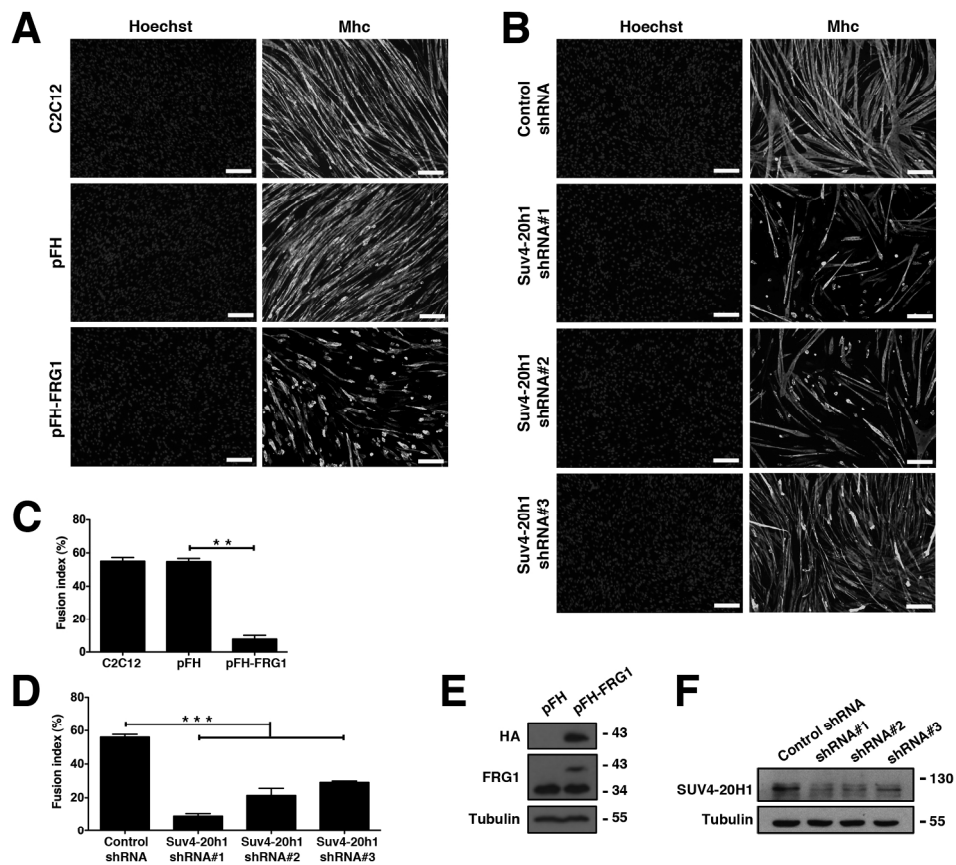 A
Hoechst
Mhc
C2C12
pFH
pFH-FRG1
B
Hoechst
Mhc
Control
shRNA
Suv4-20h1
shRNA#1
Suv4-20h1
shRNA#2
Suv4-20h1
shRNA#3
C
Fusion index (%)
80
60
40
20
0
**
C2C12
pFH
pFH-FRG1
D
Fusion index (%)
80
60
40
20
0
***
Control
shRNA
Suv4-20h1
shRNA#1
Suv4-20h1
shRNA#2
Suv4-20h1
shRNA#3
E
pFH
pFH-FRG1
HA
- 43
FRG1
- 43
- 34
Tubulin
- 55
F
Control shRNA
shRNA#1
shRNA#2
shRNA#3
SUV4-20H1
- 130
Tubulin
- 55